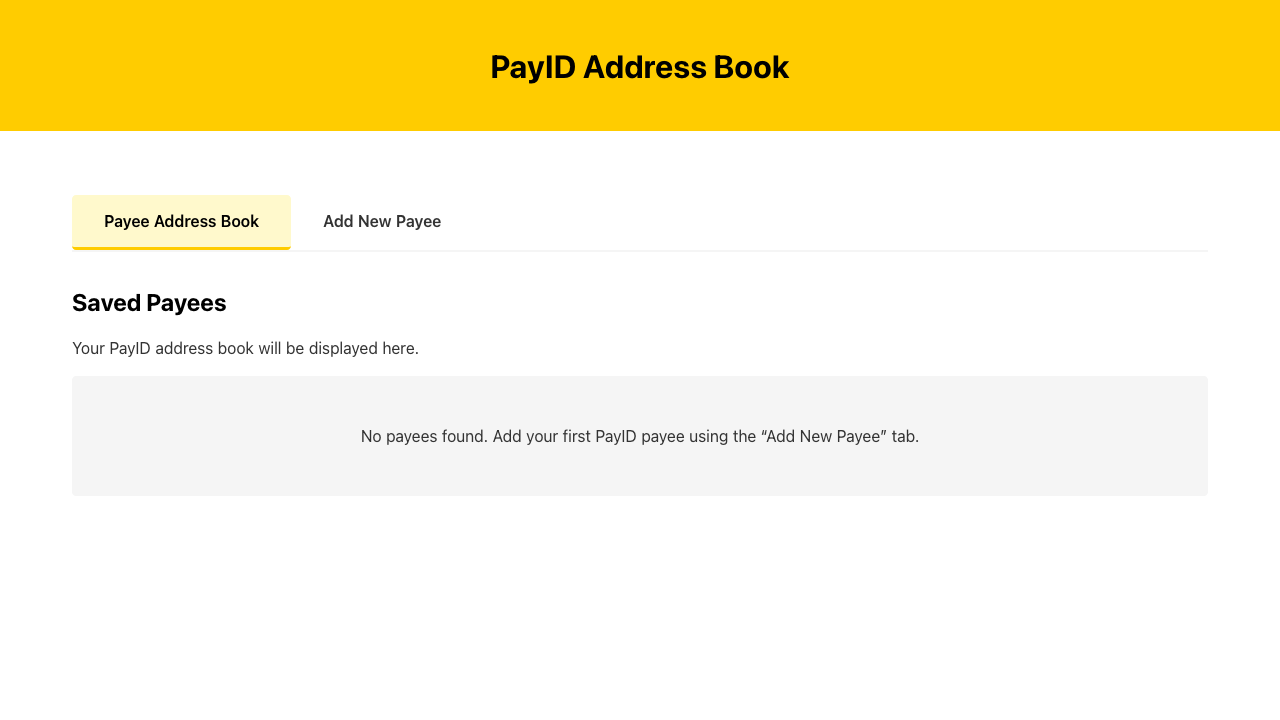 PayID Address Book
Payee Address Book
Add New Payee
Saved Payees
Your PayID address book will be displayed here.
No payees found. Add your first PayID payee using the “Add New Payee” tab.